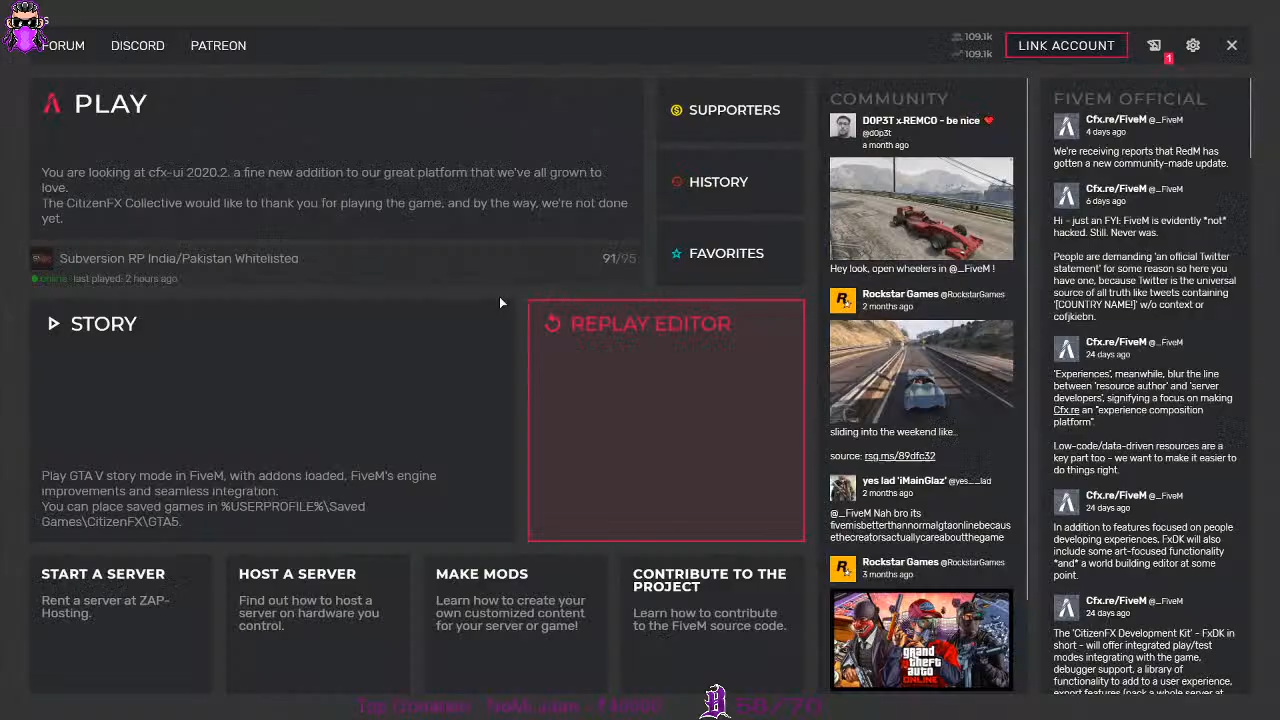 FORUM
DISCORD
PATREON
109.1k
109.1k
LINK ACCOUNT
1
PLAY
You are looking at cfx-ui 2020.2. a fine new addition to our great platform that we've all grown to
love.
The CitizenFX Collective would like to thank you for playing the game, and by the way, we're not done
yet.
Subversion RP India/Pakistan Whitelisted
91/95
online last played: 2 hours ago
SUPPORTERS
HISTORY
FAVORITES
STORY
Play GTA V story mode in FiveM, with addons loaded, FiveM's engine
improvements and seamless integration.
You can place saved games in %USERPROFILE%\Saved
Games\CitizenFX\GTA5.
REPLAY EDITOR
START A SERVER
Rent a server at ZAP-
Hosting.
HOST A SERVER
Find out how to host a
server on hardware you
control.
MAKE MODS
Learn how to create your
own customized content
for your server or game!
CONTRIBUTE TO THE
PROJECT
Learn how to contribute
to the FiveM source code.
COMMUNITY
D0P3T x REMCO - be nice
@d0p3t
a month ago
Hey look, open wheelers in @_FiveM !
Rockstar Games @RockstarGames
2 months ago
sliding into the weekend like..
source: rsg.ms/89dfc32
yes lad 'iMainGlaz' @yes__lad
2 months ago
@_FiveM Nah bro its
fivemisbetterthannormalgtaonlinebecaus
ethecreatorsactuallycareaboutthegame
Rockstar Games @RockstarGames
3 months ago
grand
theft
auto
ONLINE
FIVEM OFFICIAL
Cfx.re/FiveM @_FiveM
4 days ago
We're receiving reports that RedM has
gotten a new community-made update.
Cfx.re/FiveM @_FiveM
6 days ago
Hi - just an FYI: FiveM is evidently *not*
hacked. Still. Never was.
People are demanding 'an official Twitter
statement' for some reason so here you
have one, because Twitter is the universal
source of all truth like tweets containing
'[COUNTRY NAME]!' w/o context or
cofjkiebn.
Cfx.re/FiveM @_FiveM
24 days ago
'Experiences', meanwhile, blur the line
between 'resource author' and 'server
developers', signifying a focus on making
Cfx.re an "experience composition
platform".
Low-code/data-driven resources are a
key part too - we want to make it easier to
do things right.
Cfx.re/FiveM @_FiveM
24 days ago
In addition to features focused on people
developing experiences, FxDK will also
include some art-focused functionality
*and* a world building editor at some
point.
Cfx.re/FiveM @_FiveM
24 days ago
The 'CitizenFX Development Kit' - FxDK in
short - will offer integrated play/test
modes integrating with the game,
debugger support, a library of
functionality to add to a user experience,
export features (pack a whole server at
58/70